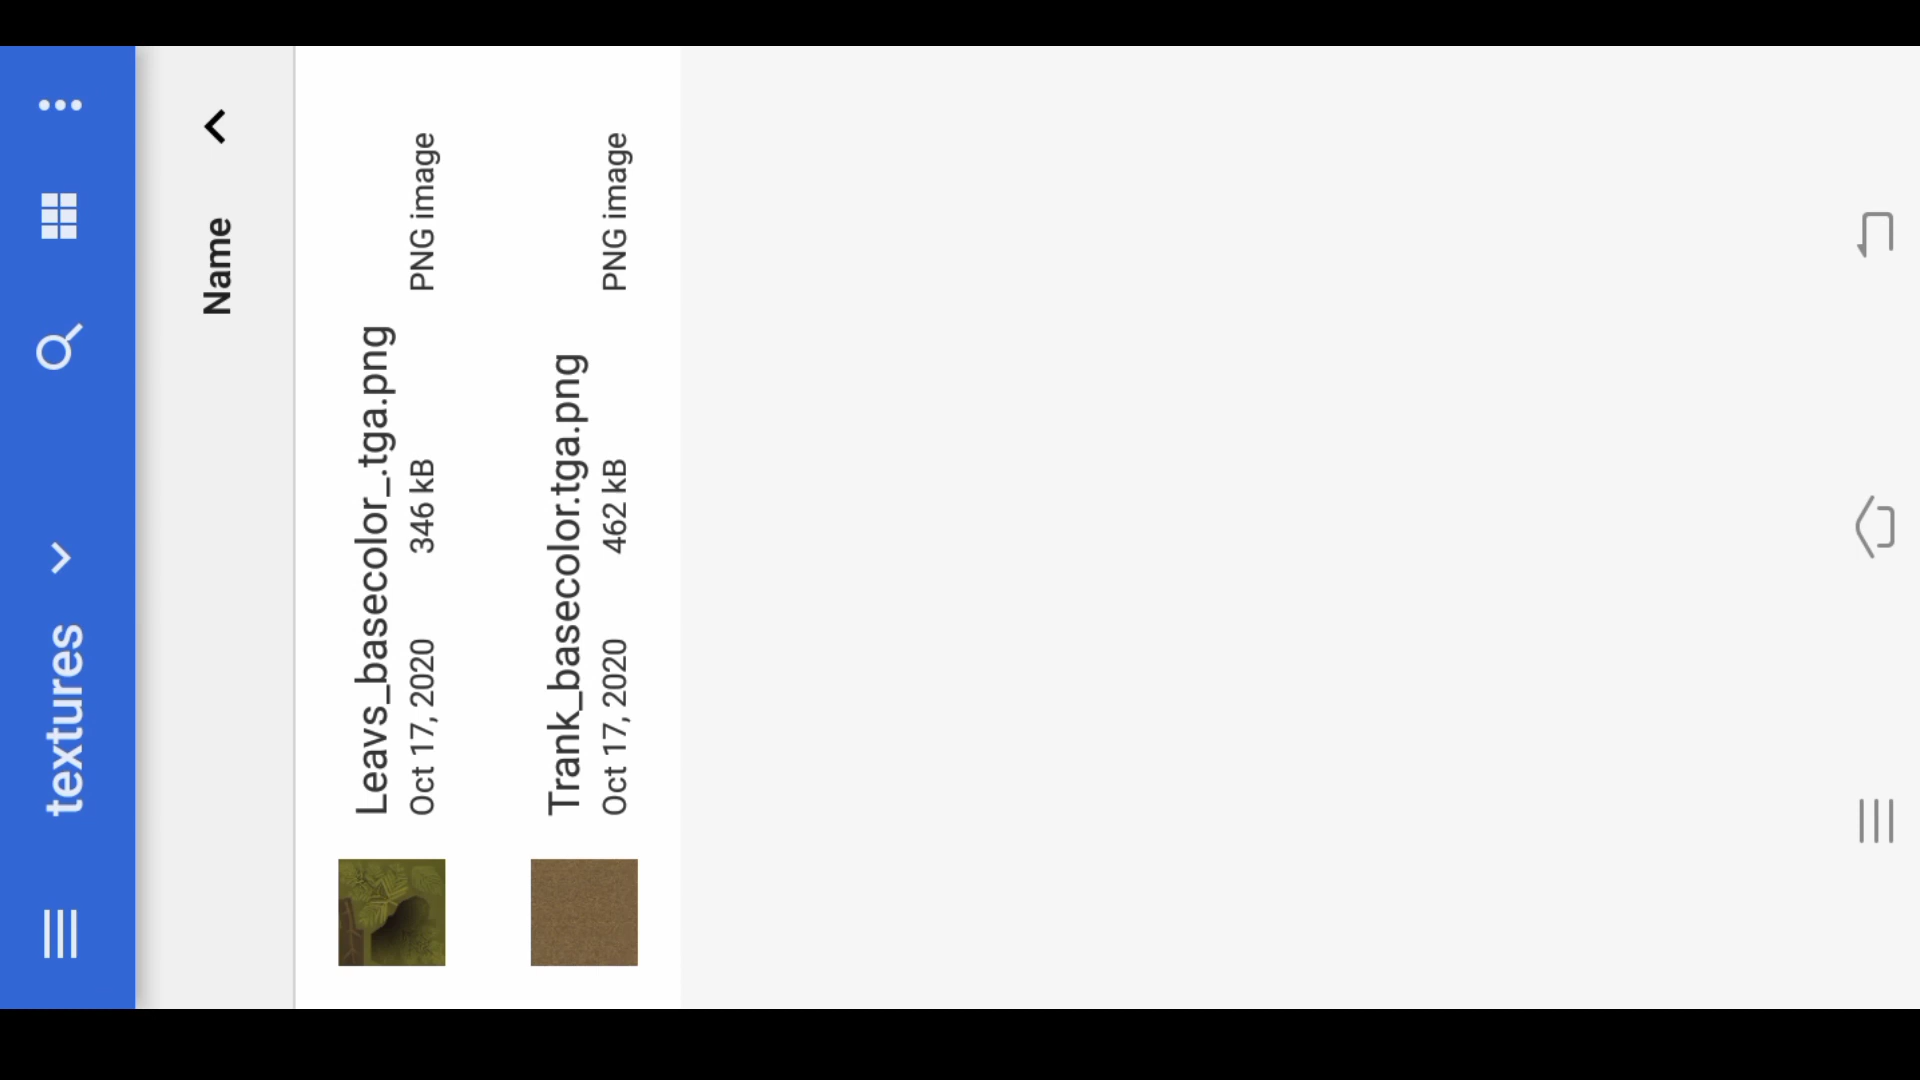 textures
Name
Leavs_basecolor_.tga.png
Oct 17, 2020 346 kB PNG image
Trank_basecolor.tga.png
Oct 17, 2020 462 kB PNG image